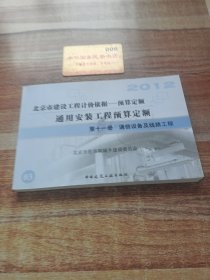 2012
北京市建设工程计价依据——预算定额
通用安装工程预算定额
第十一册 通信设备及线路工程
北京市住房和城乡建设委员会
中国建筑工业出版社